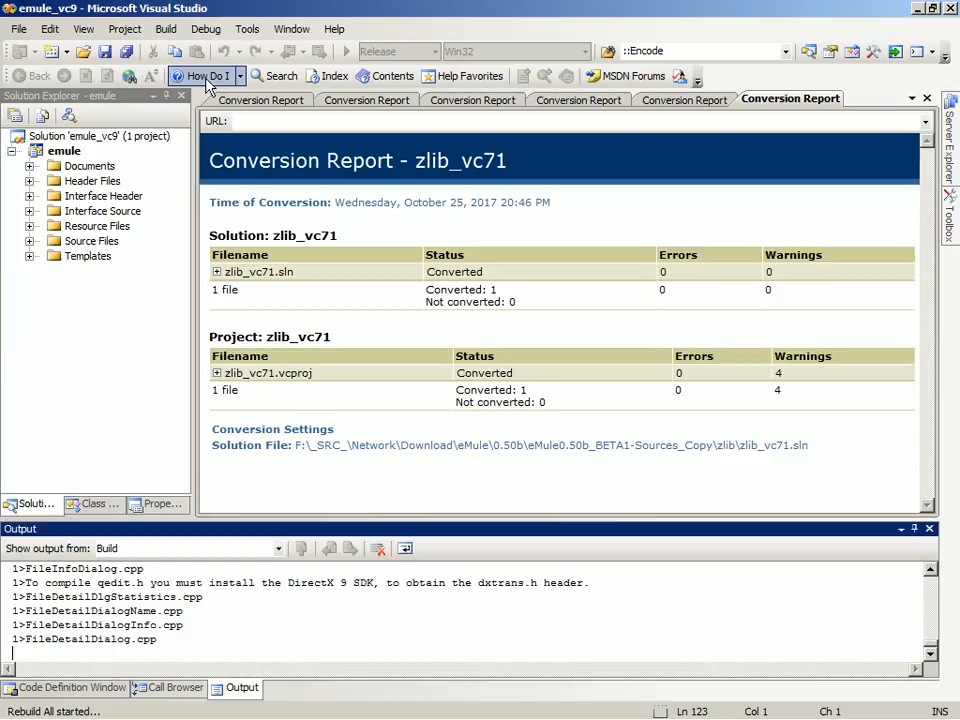 emule_vc9 - Microsoft Visual Studio
File Edit View Project Build Debug Tools Window Help
Release Win32 ::Encode
Back How Do I Search Index Contents Help Favorites MSDN Forums
Solution Explorer - emule
Conversion Report Conversion Report Conversion Report Conversion Report Conversion Report Conversion Report
URL:
Solution 'emule_vc9' (1 project)
emule
Documents
Header Files
Interface Header
Interface Source
Resource Files
Source Files
Templates
Conversion Report - zlib_vc71
Time of Conversion: Wednesday, October 25, 2017 20:46 PM
Solution: zlib_vc71
Filename Status Errors Warnings
zlib_vc71.sln Converted 0 0
1 file Converted: 1 0 0
Not converted: 0
Project: zlib_vc71
Filename Status Errors Warnings
zlib_vc71.vcproj Converted 0 4
1 file Converted: 1 0 4
Not converted: 0
Conversion Settings
Solution File: F:\_SRC_\Network\Download\eMule\0.50b\eMule0.50b_BETA1-Sources_Copy\zlib\zlib_vc71.sln
Server Explorer
Toolbox
Soluti... Class ... Prope...
Output
Show output from: Build
1>FileInfoDialog.cpp
1>To compile qedit.h you must install the DirectX 9 SDK, to obtain the dxtrans.h header.
1>FileDetailDlgStatistics.cpp
1>FileDetailDialogName.cpp
1>FileDetailDialogInfo.cpp
1>FileDetailDialog.cpp
Code Definition Window Call Browser Output
Rebuild All started... Ln 123 Col 1 Ch 1 INS